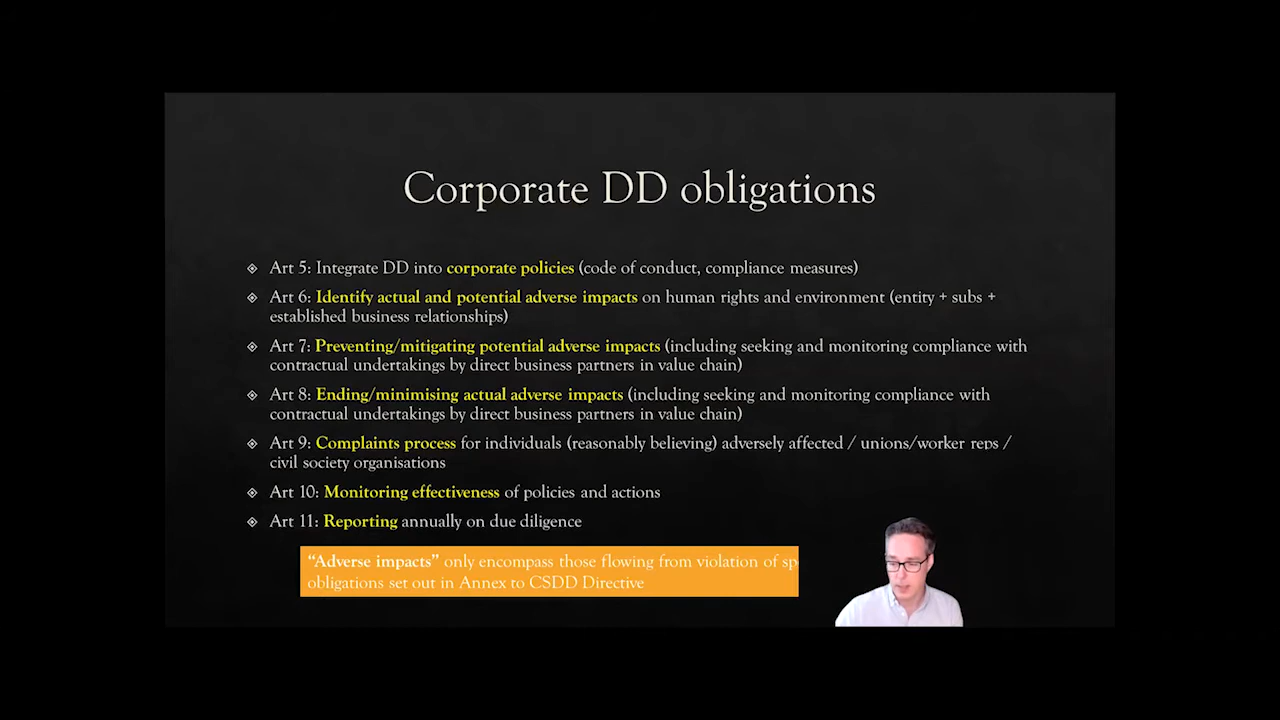 Corporate DD obligations
Art 5: Integrate DD into corporate policies (code of conduct, compliance measures)
Art 6: Identify actual and potential adverse impacts on human rights and environment (entity + subs +
established business relationships)
Art 7: Preventing/mitigating potential adverse impacts (including seeking and monitoring compliance with
contractual undertakings by direct business partners in value chain)
Art 8: Ending/minimising actual adverse impacts (including seeking and monitoring compliance with
contractual undertakings by direct business partners in value chain)
Art 9: Complaints process for individuals (reasonably believing) adversely affected / unions/worker reps /
civil society organisations
Art 10: Monitoring effectiveness of policies and actions
Art 11: Reporting annually on due diligence
“Adverse impacts” only encompass those flowing from violation of
obligations set out in Annex to CSDD Directive